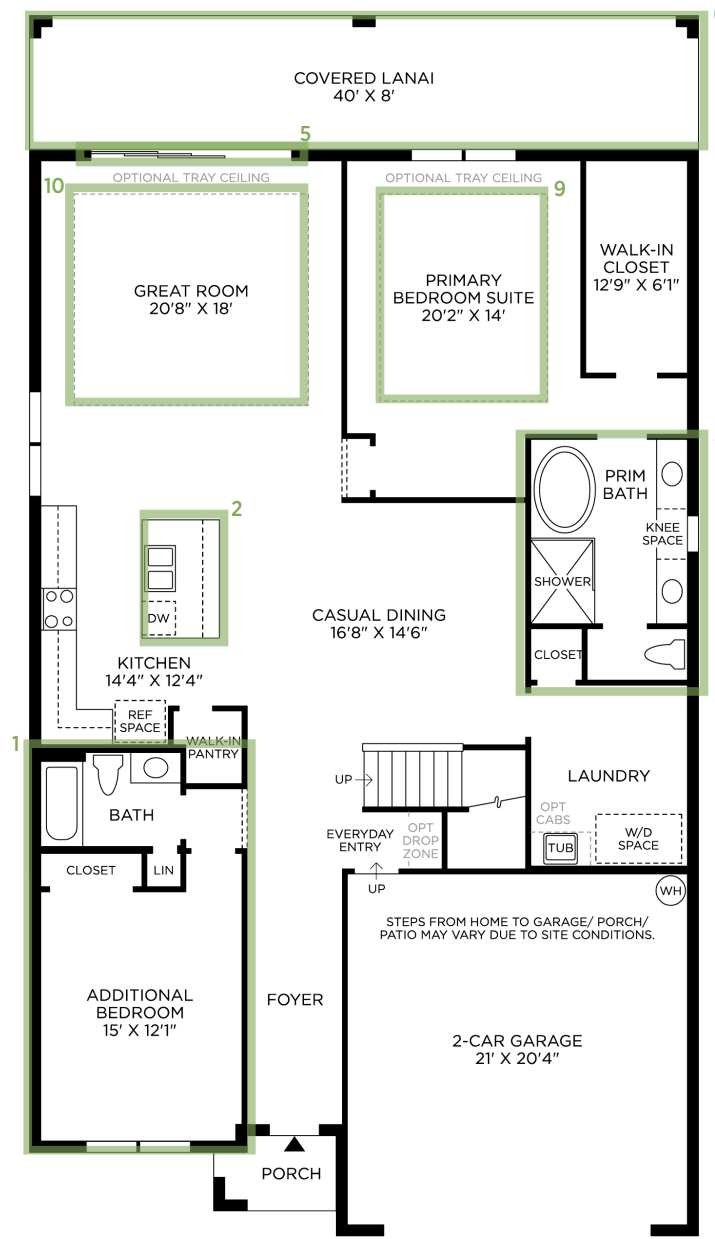 COVERED LANAI
40' X 8'
5
OPTIONAL TRAY CEILING
OPTIONAL TRAY CEILING
10
9
GREAT ROOM
20'8" X 18'
PRIMARY
BEDROOM SUITE
20'2" X 14'
WALK-IN
CLOSET
12'9" X 6'1"
PRIM
BATH
KNEE
SPACE
SHOWER
CLOSET
2
DW
CASUAL DINING
16'8" X 14'6"
KITCHEN
14'4" X 12'4"
REF
SPACE
WALK-IN
PANTRY
1
BATH
CLOSET
LIN
UP
EVERYDAY
ENTRY
OPT
DROP
ZONE
UP
LAUNDRY
OPT
CABS
TUB
W/D
SPACE
WH
STEPS FROM HOME TO GARAGE/ PORCH/
PATIO MAY VARY DUE TO SITE CONDITIONS.
ADDITIONAL
BEDROOM
15' X 12'1"
FOYER
2-CAR GARAGE
21' X 20'4"
PORCH